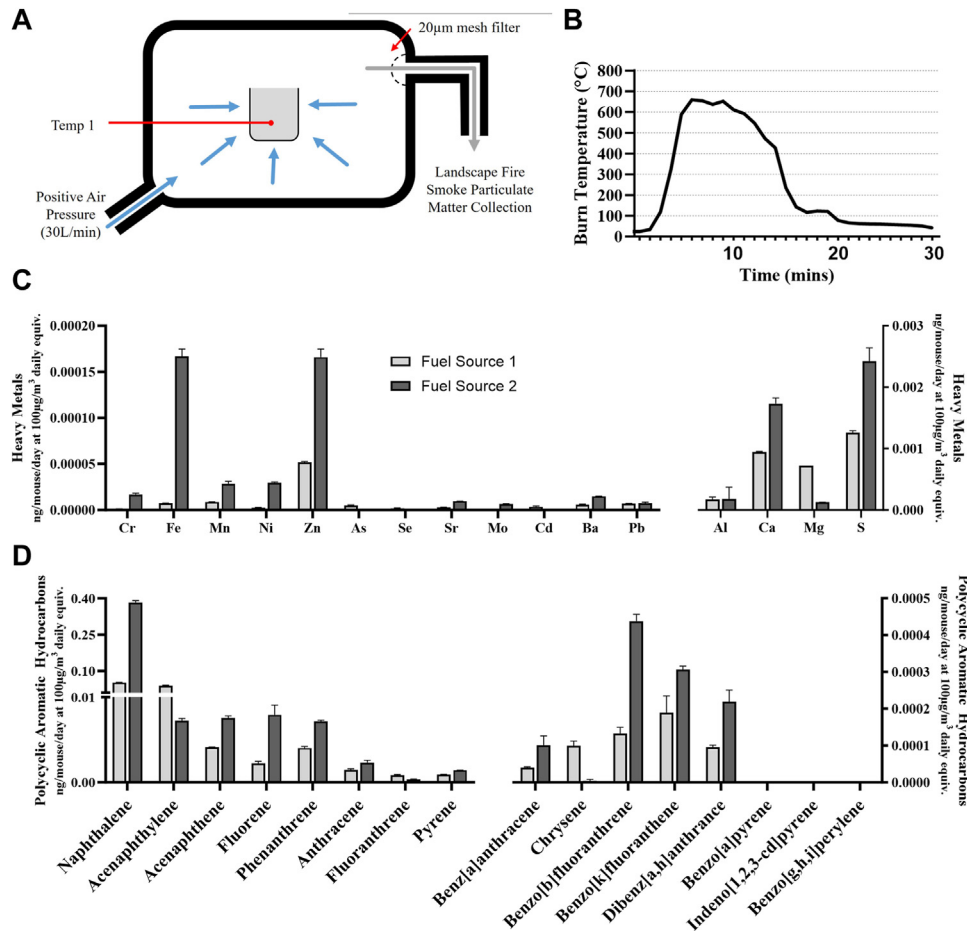 A
20μm mesh filter
Temp 1
Positive Air
Pressure
(30L/min)
Landscape Fire
Smoke Particulate
Matter Collection
B
Burn Temperature (°C)
800
700
600
500
400
300
200
100
0
0
10
20
30
Time (mins)
C
Heavy Metals
ng/mouse/day at 100μg/m³ daily equiv.
0.00020
0.00015
0.00010
0.00005
0.00000
Fuel Source 1
Fuel Source 2
Cr Fe Mn Ni Zn As Se Sr Mo Cd Ba Pb
Al Ca Mg S
0.003
0.002
0.001
0.000
Heavy Metals
ng/mouse/day at 100μg/m³ daily equiv.
D
Polycyclic Aromatic Hydrocarbons
ng/mouse/day at 100μg/m³ daily equiv.
0.40
0.25
0.10
0.01
0.00
Naphthalene
Acenaphthylene
Acenaphthene
Fluorene
Phenanthrene
Anthracene
Fluoranthrene
Pyrene
Benz[a]anthracene
Chrysene
Benzo[b]fluoranthrene
Benzo[k]fluoranthene
Dibenz[a,h]anthrance
Benzo[a]pyrene
Indeno[1,2,3-cd]pyrene
Benzo[g,h,i]perylene
0.0005
0.0004
0.0003
0.0002
0.0001
0.0000
Polycyclic Aromatic Hydrocarbons
ng/mouse/day at 100μg/m³ daily equiv.